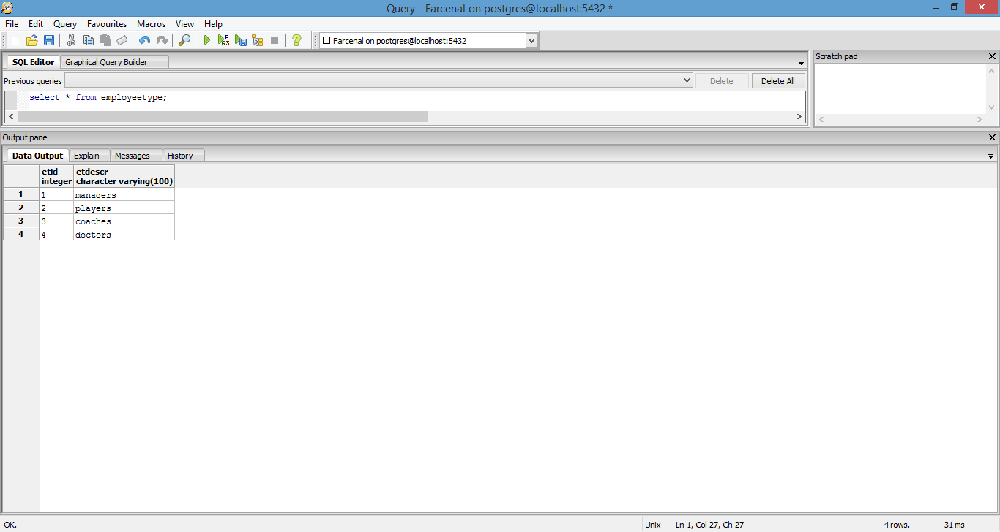 Query - Farcenal on postgres@localhost:5432 *
File Edit Query Favourites Macros View Help
Farcenal on postgres@localhost:5432
SQL Editor Graphical Query Builder
Scratch pad
Previous queries Delete Delete All
select * from employeetype;
Output pane
Data Output Explain Messages History
etid etdescr
integer character varying(100)
1 1 managers
2 2 players
3 3 coaches
4 4 doctors
OK. Unix Ln 1, Col 27, Ch 27 4 rows. 31 ms